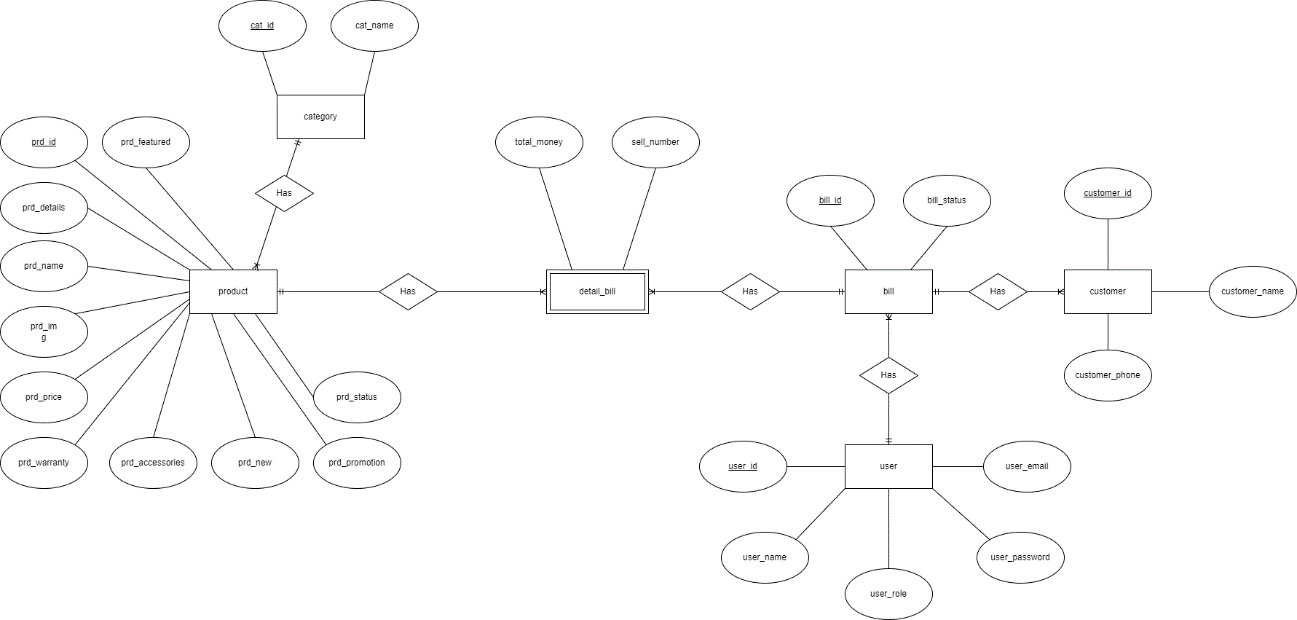 cat_id
cat_name
category
prd_id
prd_featured
total_money
sell_number
Has
prd_details
bill_id
bill_status
customer_id
prd_name
product
Has
detail_bill
Has
bill
Has
customer
customer_name
prd_im
g
prd_price
prd_status
Has
customer_phone
prd_warranty
prd_accessories
prd_new
prd_promotion
user_id
user
user_email
user_name
user_role
user_password